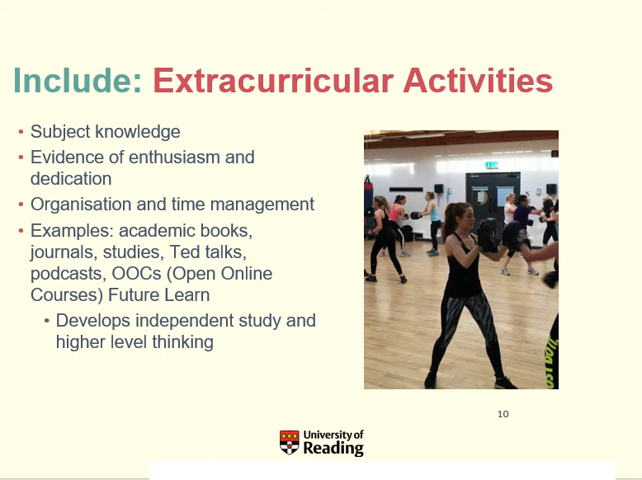 Include: Extracurricular Activities
• Subject knowledge
• Evidence of enthusiasm and
dedication
• Organisation and time management
• Examples: academic books,
journals, studies, Ted talks,
podcasts, OOCs (Open Online
Courses) Future Learn
• Develops independent study and
higher level thinking
10
University of
Reading